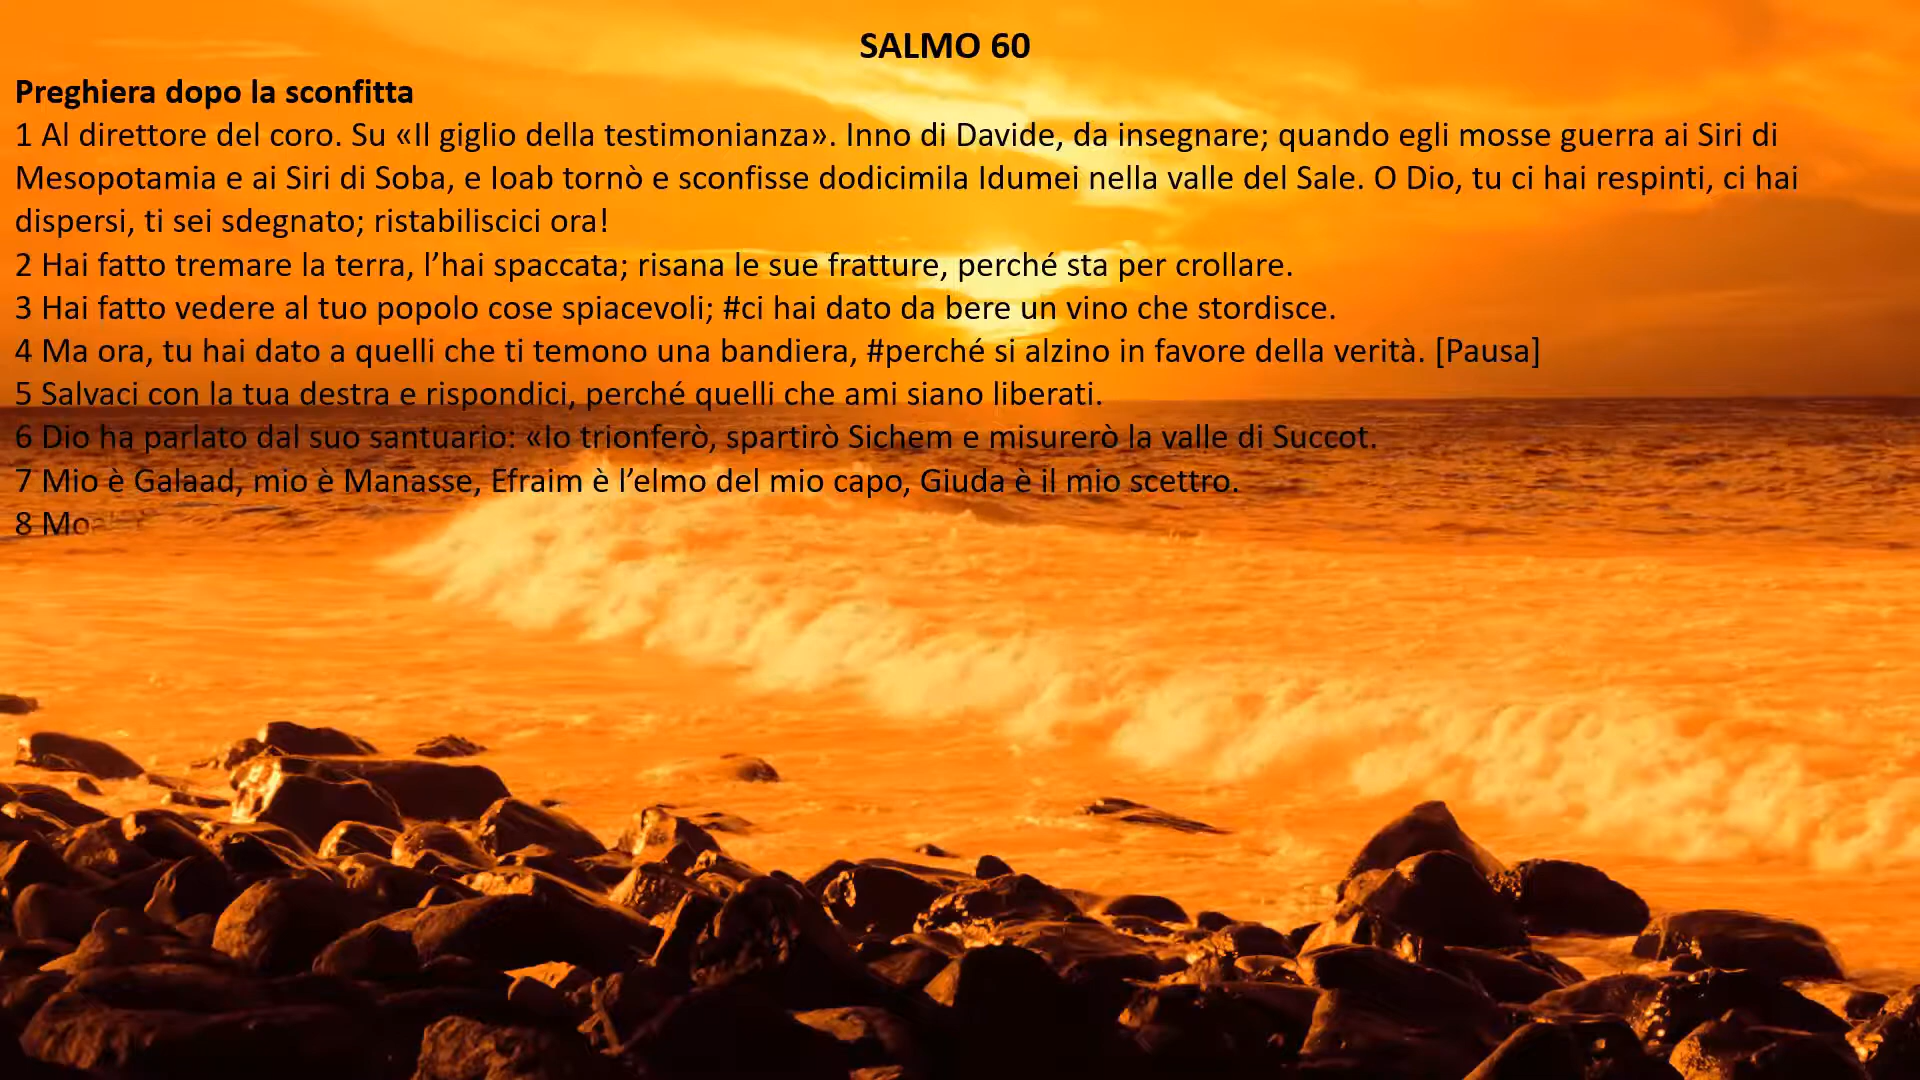 SALMO 60
Preghiera dopo la sconfitta
1 Al direttore del coro. Su «Il giglio della testimonianza». Inno di Davide, da insegnare; quando egli mosse guerra ai Siri di
Mesopotamia e ai Siri di Soba, e Ioab tornò e sconfisse dodicimila Idumei nella valle del Sale. O Dio, tu ci hai respinti, ci hai
dispersi, ti sei sdegnato; ristabiliscici ora!
2 Hai fatto tremare la terra, l’hai spaccata; risana le sue fratture, perché sta per crollare.
3 Hai fatto vedere al tuo popolo cose spiacevoli; #ci hai dato da bere un vino che stordisce.
4 Ma ora, tu hai dato a quelli che ti temono una bandiera, #perché si alzino in favore della verità. [Pausa]
5 Salvaci con la tua destra e rispondici, perché quelli che ami siano liberati.
6 Dio ha parlato dal suo santuario: «Io trionferò, spartirò Sichem e misurerò la valle di Succot.
7 Mio è Galaad, mio è Manasse, Efraim è l’elmo del mio capo, Giuda è il mio scettro.
8